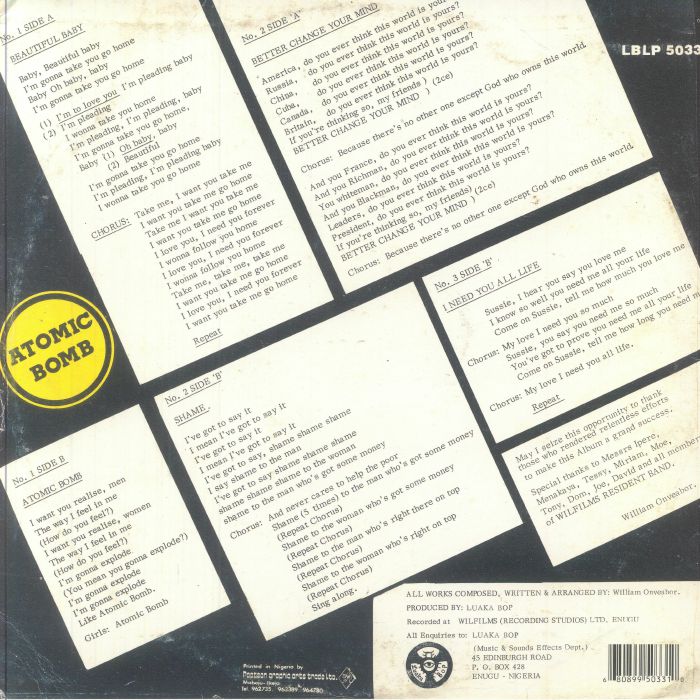 No. 1 SIDE A
BEAUTIFUL BABY
Baby, Beautiful baby
I'm gonna take you go home
Baby Oh baby, baby
I'm gonna take you go home
(1) I'm to love you, I'm pleading baby
(2) I'm pleading
I wonna take you home
I'm pleading, I'm pleading, baby
I'm gonna take you go home,
Baby (1) Oh baby, baby
(2) Beautiful
I'm gonna take you go home
I'm pleading, I'm pleading baby
I wonna take you go home
CHORUS: Take me, I want you take me
I want you take me go home
Take me I want you take me
I want you take me go home
I love you, I need you forever
I wonna follow you home
I love you, I need you forever
I wonna follow you home
Take me, take me, take me
I want you take me go home
I love you, I need you forever
I want you take me go home
Repeat
No. 2 SIDE 'A'
BETTER CHANGE YOUR MIND
America, do you ever think this world is yours?
Russia, do you ever think this world is yours?
China, do you ever think this world is yours?
Cuba, do you ever think this world is yours?
Canada, do you ever think this world is yours?
Britain, do you ever think this world is yours?
If you're thinking so, my friends ) (2ce)
BETTER CHANGE YOUR MIND )
Chorus: Because there's no other one except God who owns this world.
And you France, do you ever think this world is yours?
And you Richman, do you ever think this world is yours?
You whiteman, do you ever think this world is yours?
And you Blackman, do you ever think this world is yours?
Leaders, do you ever think this world is yours?
President, do you ever think this world is yours?
If you're thinking so, my friends) (2ce)
BETTER CHANGE YOUR MIND )
Chorus: Because there's no other one except God who owns this world.
LBLP 5033
ATOMIC
BOMB
No. 3 SIDE 'B'
I NEED YOU ALL LIFE
Sussie, I hear you say you love me
I know so well you need me all your life
Come on Sussie, tell me how much you love me
Chorus: My love I need you so much
Sussie, you say you need me so much
You've got to prove you need me all your life
Come on Sussie, tell me how long you need me
Chorus: My love I need you all life.
Repeat
No. 2 SIDE 'B'
SHAME.
I've got to say it
I mean I've got to say it
I've got to say it
I mean I've got to say it
I've got to say, shame shame shame
I say shame to the man
I've got to say shame shame shame
shame shame shame to the woman
shame to the man who's got some money
Chorus: And never cares to help the poor
Shame (5 times) to the man who's got some money
(Repeat Chorus)
Shame to the woman who's got some money
(Repeat Chorus)
Shame to the man who's right there on top
(Repeat Chorus)
Shame to the woman who's right on top
(Repeat Chorus)
Sing along.
No. 1 SIDE B
ATOMIC BOMB
I want you realise, men
The way I feel in me
(How do you feel?)
I want you realise, women
The way I feel in me
(How do you feel?)
I'm gonna explode
(You mean you gonna explode?)
I'm gonna explode
I'm gonna explode
Like Atomic Bomb.
Girls: Atomic Bomb
May I seize this opportunity to thank
those who rendered relentless efforts
to make this Album a grand success.
Special thanks to Messrs Ipere,
Menakaya, Tessy, Miriam, Moe,
Tony, Dom, Joe, David and all members
of WILFILMS RESIDENT BAND.
William Onyeabor.
ALL WORKS COMPOSED, WRITTEN & ARRANGED BY: William Onyeabor.
PRODUCED BY: LUAKA BOP
Recorded at WILFILMS (RECORDING STUDIOS) LTD, ENUGU
All Enquiries to: LUAKA BOP
(Music & Sounds Effects Dept.)
45 EDINBURGH ROAD
P. O. BOX 428
ENUGU - NIGERIA
Luaka Bop
6 80899 50331 6
Printed in Nigeria by
Tel. 962735 962389 964780